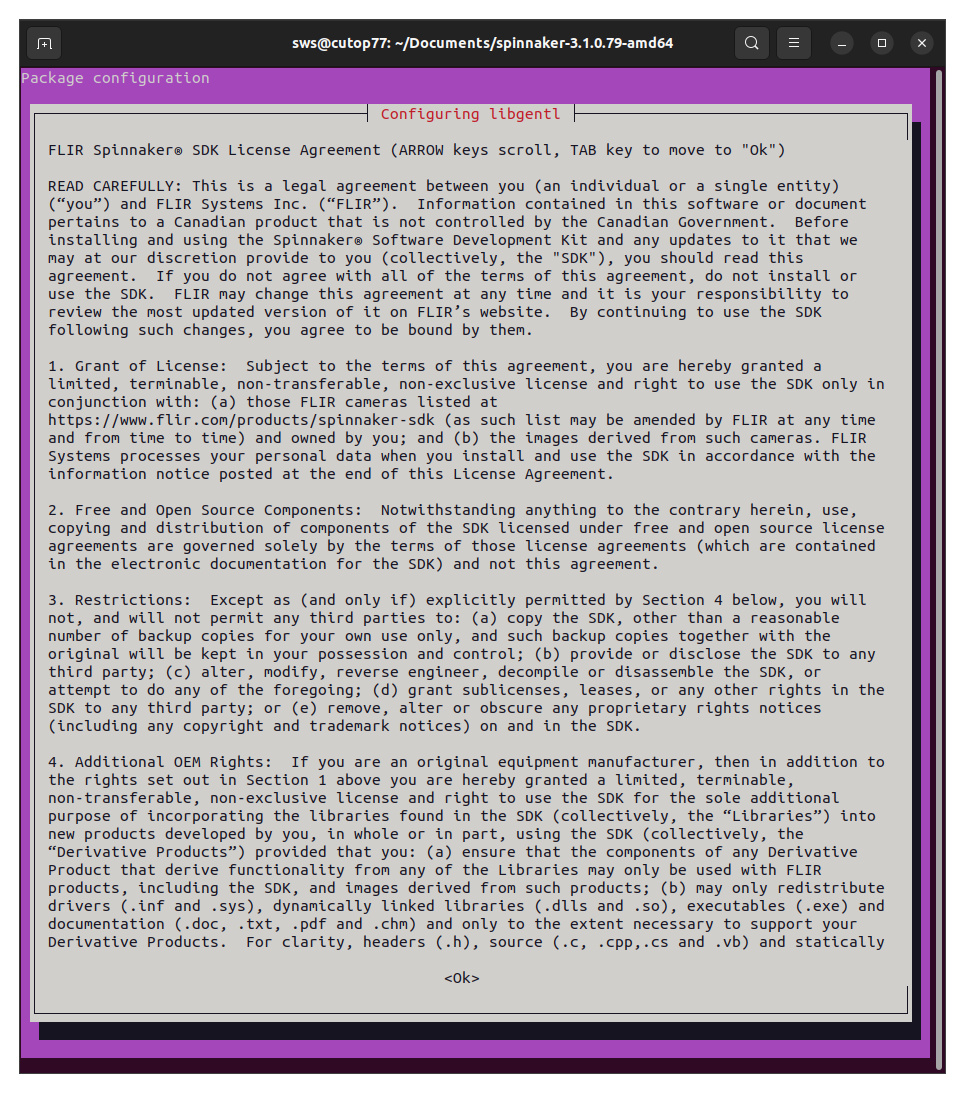 sws@cutop77: ~/Documents/spinnaker-3.1.0.79-amd64
Package configuration
Configuring libgentl
FLIR Spinnaker® SDK License Agreement (ARROW keys scroll, TAB key to move to "Ok")
READ CAREFULLY: This is a legal agreement between you (an individual or a single entity)
(“you”) and FLIR Systems Inc. (“FLIR”).  Information contained in this software or document
pertains to a Canadian product that is not controlled by the Canadian Government.  Before
installing and using the Spinnaker® Software Development Kit and any updates to it that we
may at our discretion provide to you (collectively, the "SDK"), you should read this
agreement.  If you do not agree with all of the terms of this agreement, do not install or
use the SDK.  FLIR may change this agreement at any time and it is your responsibility to
review the most updated version of it on FLIR’s website.  By continuing to use the SDK
following such changes, you agree to be bound by them.
1. Grant of License:  Subject to the terms of this agreement, you are hereby granted a
limited, terminable, non-transferable, non-exclusive license and right to use the SDK only in
conjunction with: (a) those FLIR cameras listed at
https://www.flir.com/products/spinnaker-sdk (as such list may be amended by FLIR at any time
and from time to time) and owned by you; and (b) the images derived from such cameras. FLIR
Systems processes your personal data when you install and use the SDK in accordance with the
information notice posted at the end of this License Agreement.
2. Free and Open Source Components:  Notwithstanding anything to the contrary herein, use,
copying and distribution of components of the SDK licensed under free and open source license
agreements are governed solely by the terms of those license agreements (which are contained
in the electronic documentation for the SDK) and not this agreement.
3. Restrictions:  Except as (and only if) explicitly permitted by Section 4 below, you will
not, and will not permit any third parties to: (a) copy the SDK, other than a reasonable
number of backup copies for your own use only, and such backup copies together with the
original will be kept in your possession and control; (b) provide or disclose the SDK to any
third party; (c) alter, modify, reverse engineer, decompile or disassemble the SDK, or
attempt to do any of the foregoing; (d) grant sublicenses, leases, or any other rights in the
SDK to any third party; or (e) remove, alter or obscure any proprietary rights notices
(including any copyright and trademark notices) on and in the SDK.
4. Additional OEM Rights:  If you are an original equipment manufacturer, then in addition to
the rights set out in Section 1 above you are hereby granted a limited, terminable,
non-transferable, non-exclusive license and right to use the SDK for the sole additional
purpose of incorporating the libraries found in the SDK (collectively, the “Libraries”) into
new products developed by you, in whole or in part, using the SDK (collectively, the
“Derivative Products”) provided that you: (a) ensure that the components of any Derivative
Product that derive functionality from any of the Libraries may only be used with FLIR
products, including the SDK, and images derived from such products; (b) may only redistribute
drivers (.inf and .sys), dynamically linked libraries (.dlls and .so), executables (.exe) and
documentation (.doc, .txt, .pdf and .chm) and only to the extent necessary to support your
Derivative Products.  For clarity, headers (.h), source (.c, .cpp,.cs and .vb) and statically
<Ok>